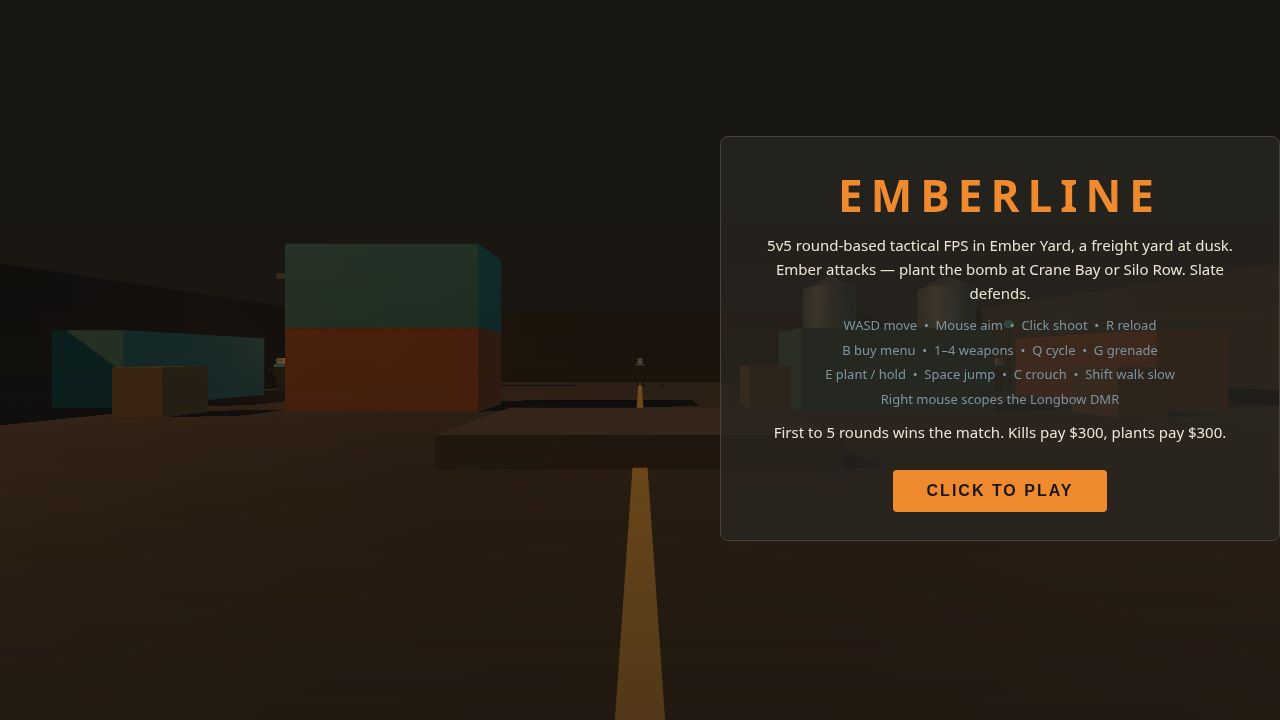 EMBERLINE
5v5 round-based tactical FPS in Ember Yard, a freight yard at dusk.
Ember attacks — plant the bomb at Crane Bay or Silo Row. Slate
defends.
WASD move • Mouse aim • Click shoot • R reload
B buy menu • 1–4 weapons • Q cycle • G grenade
E plant / hold • Space jump • C crouch • Shift walk slow
Right mouse scopes the Longbow DMR
First to 5 rounds wins the match. Kills pay $300, plants pay $300.
CLICK TO PLAY